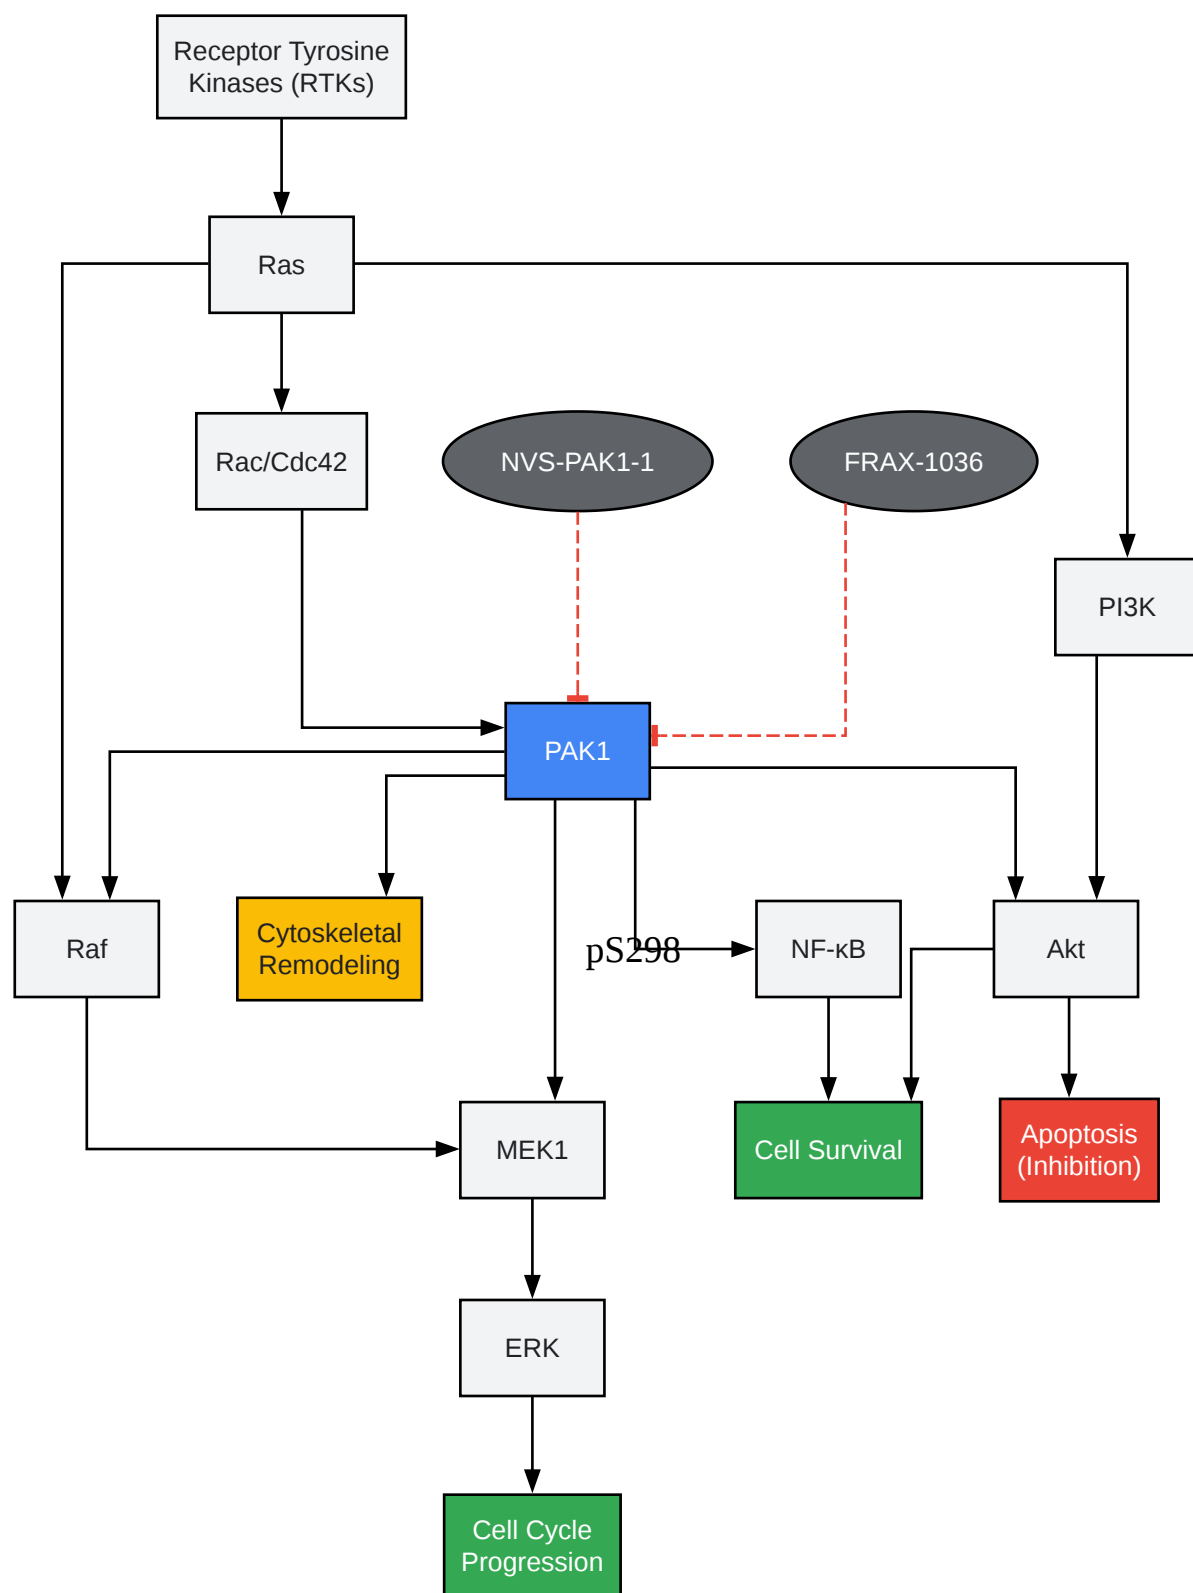 Receptor Tyrosine
Kinases (RTKs)
Ras
Rac/Cdc42
NVS-PAK1-1
FRAX-1036
PI3K
PAK1
Raf
Cytoskeletal
Remodeling
pS298
NF-κB
Akt
MEK1
Cell Survival
Apoptosis
(Inhibition)
ERK
Cell Cycle
Progression